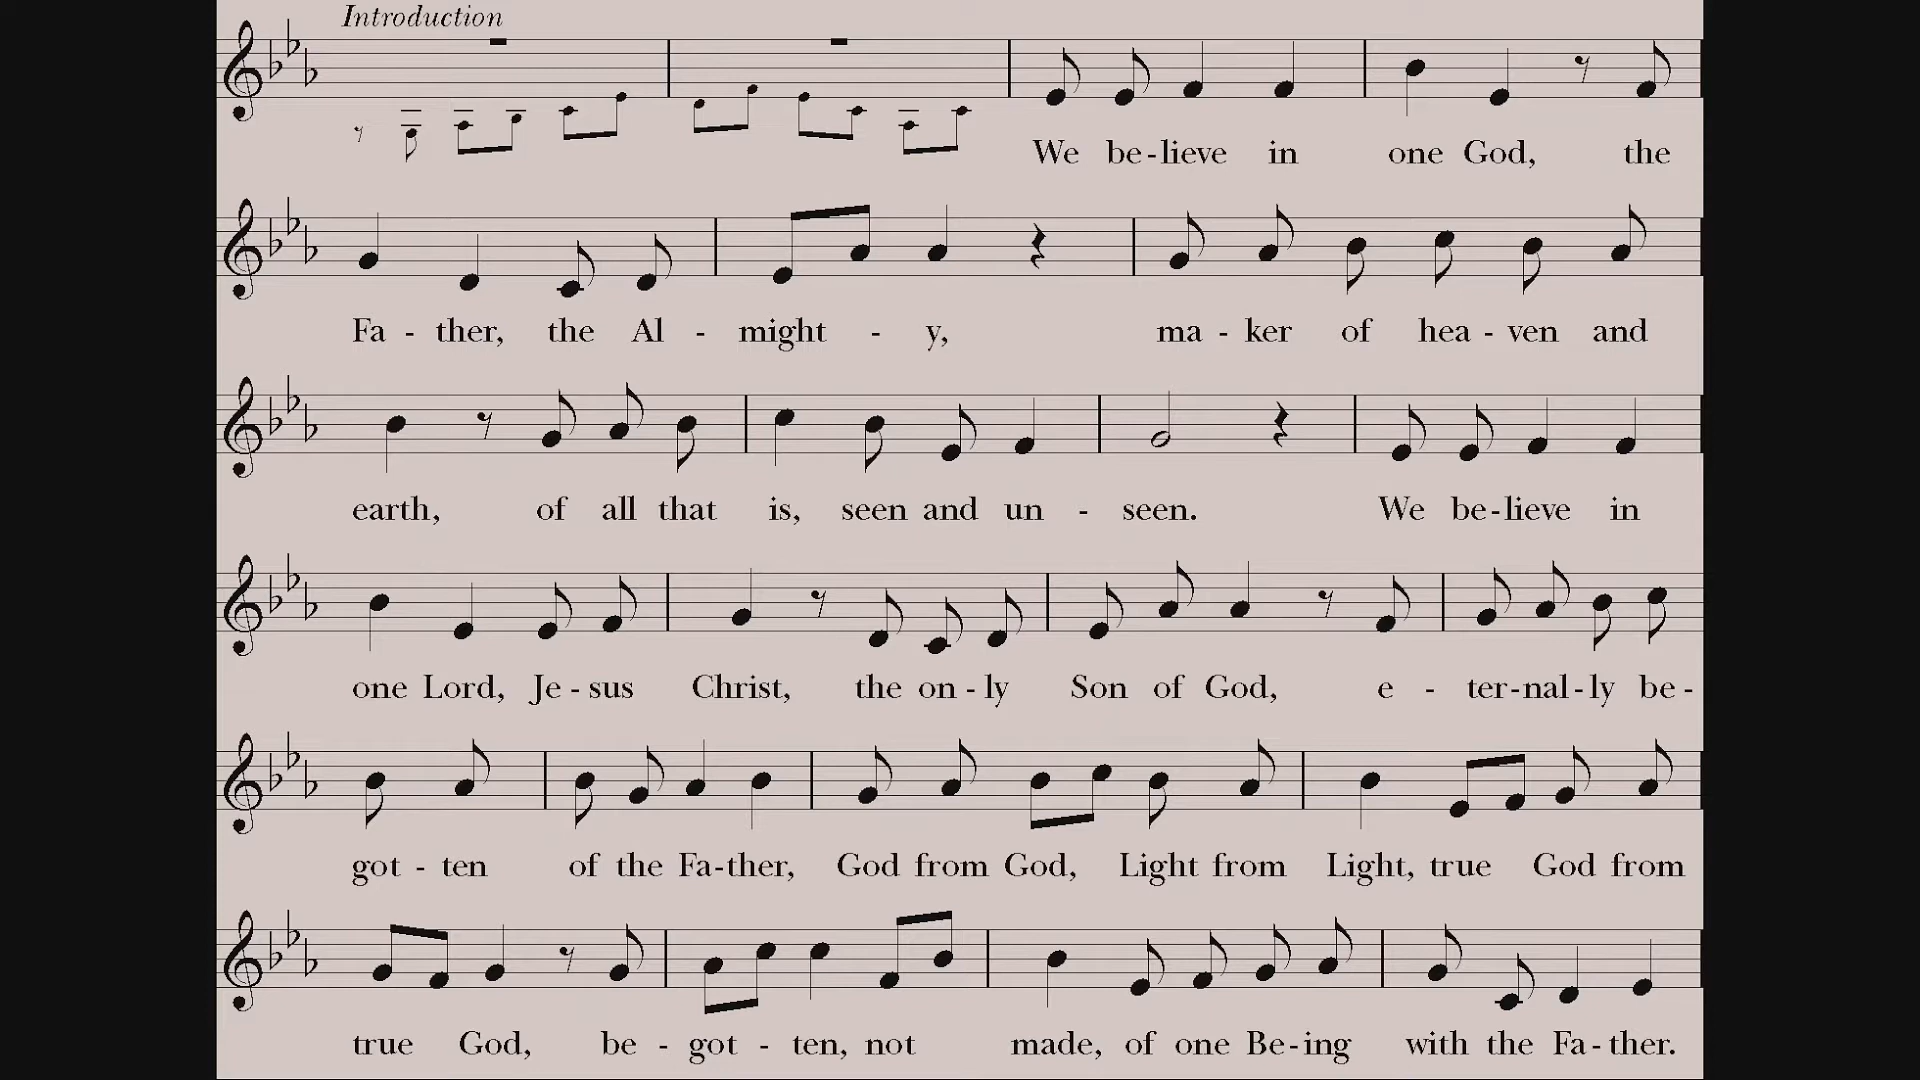 Introduction
We be-lieve in one God, the
Fa - ther, the Al - might - y, ma - ker of hea - ven and
earth, of all that is, seen and un - seen. We be-lieve in
one Lord, Je - sus Christ, the on - ly Son of God, e - ter-nal-ly be-
got - ten of the Fa-ther, God from God, Light from Light, true God from
true God, be - got - ten, not made, of one Be-ing with the Fa-ther.